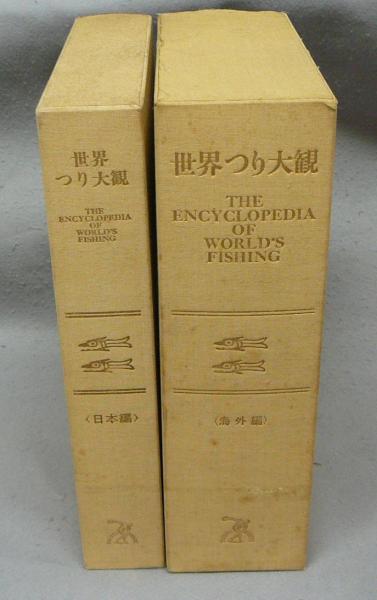 世界
つり大観
THE
ENCYCLOPEDIA
OF
WORLD'S
FISHING
〈日本編〉
世界つり大観
THE
ENCYCLOPEDIA
OF
WORLD'S
FISHING
〈海外編〉